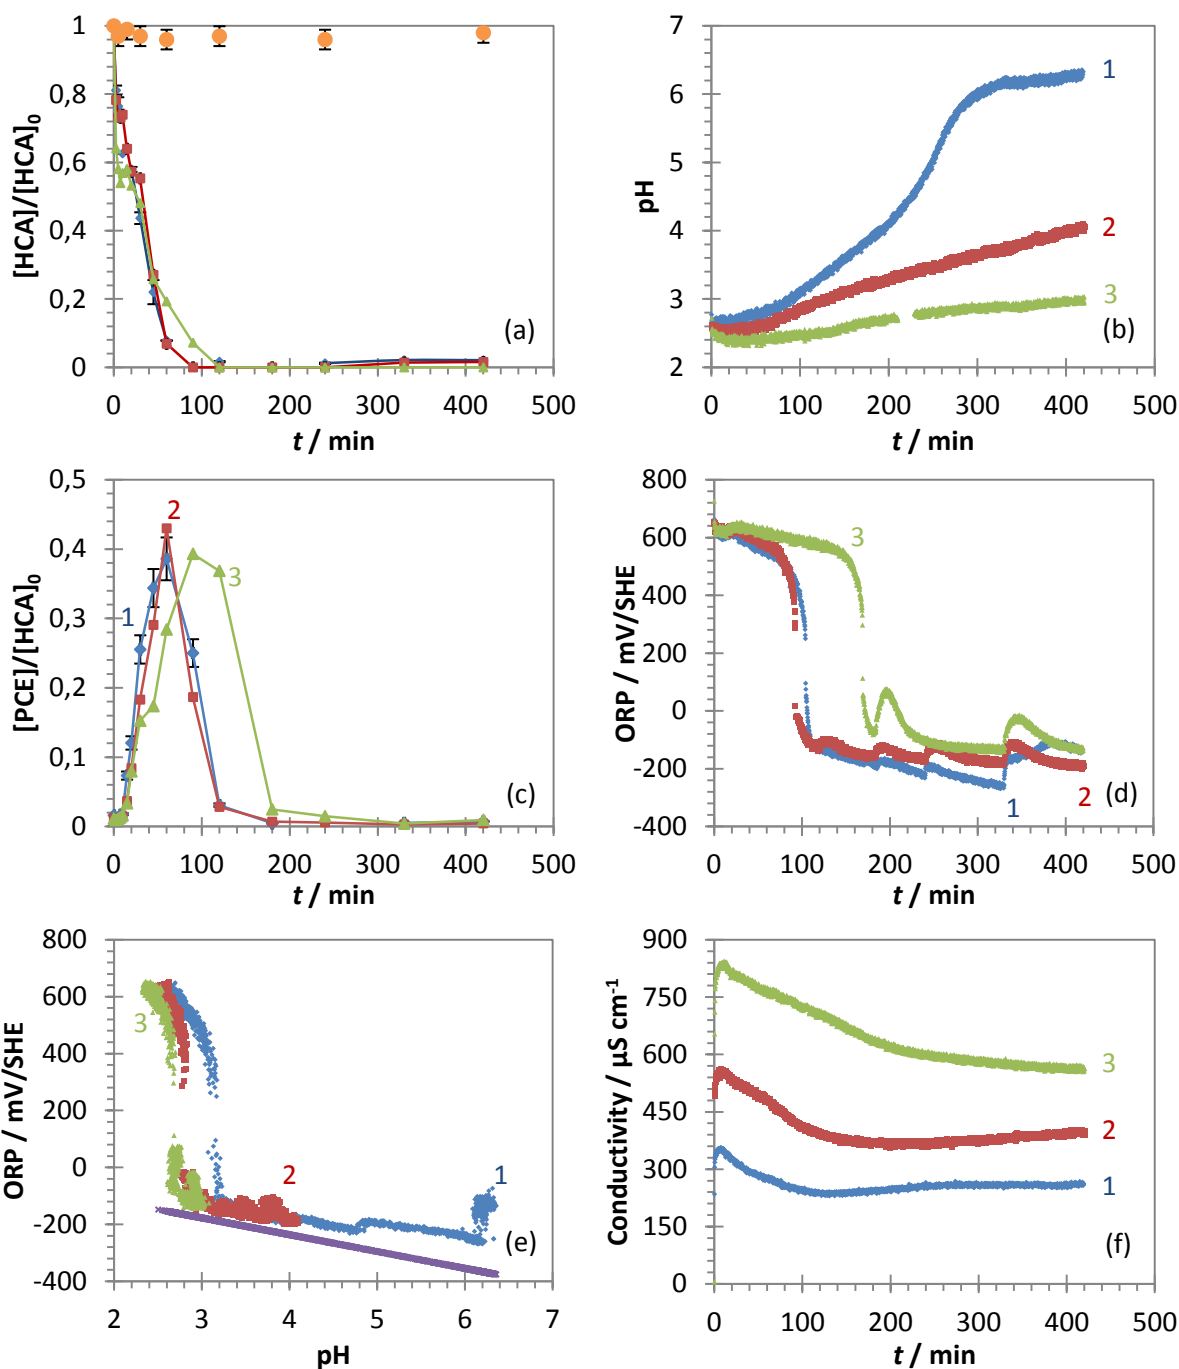 1
0,8
0,6
0,4
0,2
0
0 100 200 300 400 500
[HCA]/[HCA]0
t / min
(a)
7
6
5
4
3
2
0 100 200 300 400 500
pH
t / min
1
2
3
(b)
0,5
0,4
0,3
0,2
0,1
0
0 100 200 300 400 500
[PCE]/[HCA]0
t / min
2
1
3
(c)
800
600
400
200
0
-200
-400
0 100 200 300 400 500
ORP / mV/SHE
t / min
3
1
2
(d)
800
600
400
200
0
-200
-400
2 3 4 5 6 7
ORP / mV/SHE
pH
3
2
1
(e)
900
750
600
450
300
150
0
0 100 200 300 400 500
Conductivity / µS cm-1
t / min
3
2
1
(f)